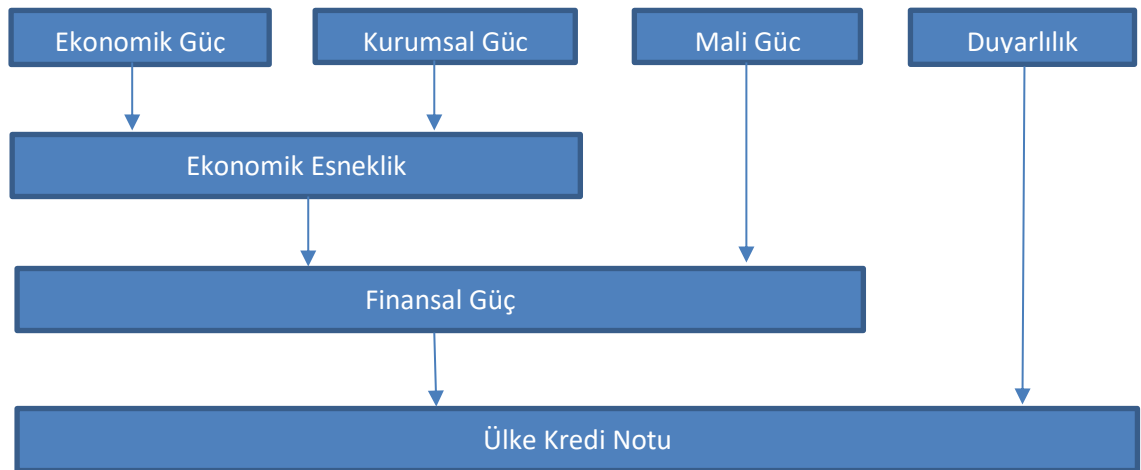 Ekonomik Güç
Kurumsal Güç
Mali Güç
Duyarlılık
Ekonomik Esneklik
Finansal Güç
Ülke Kredi Notu